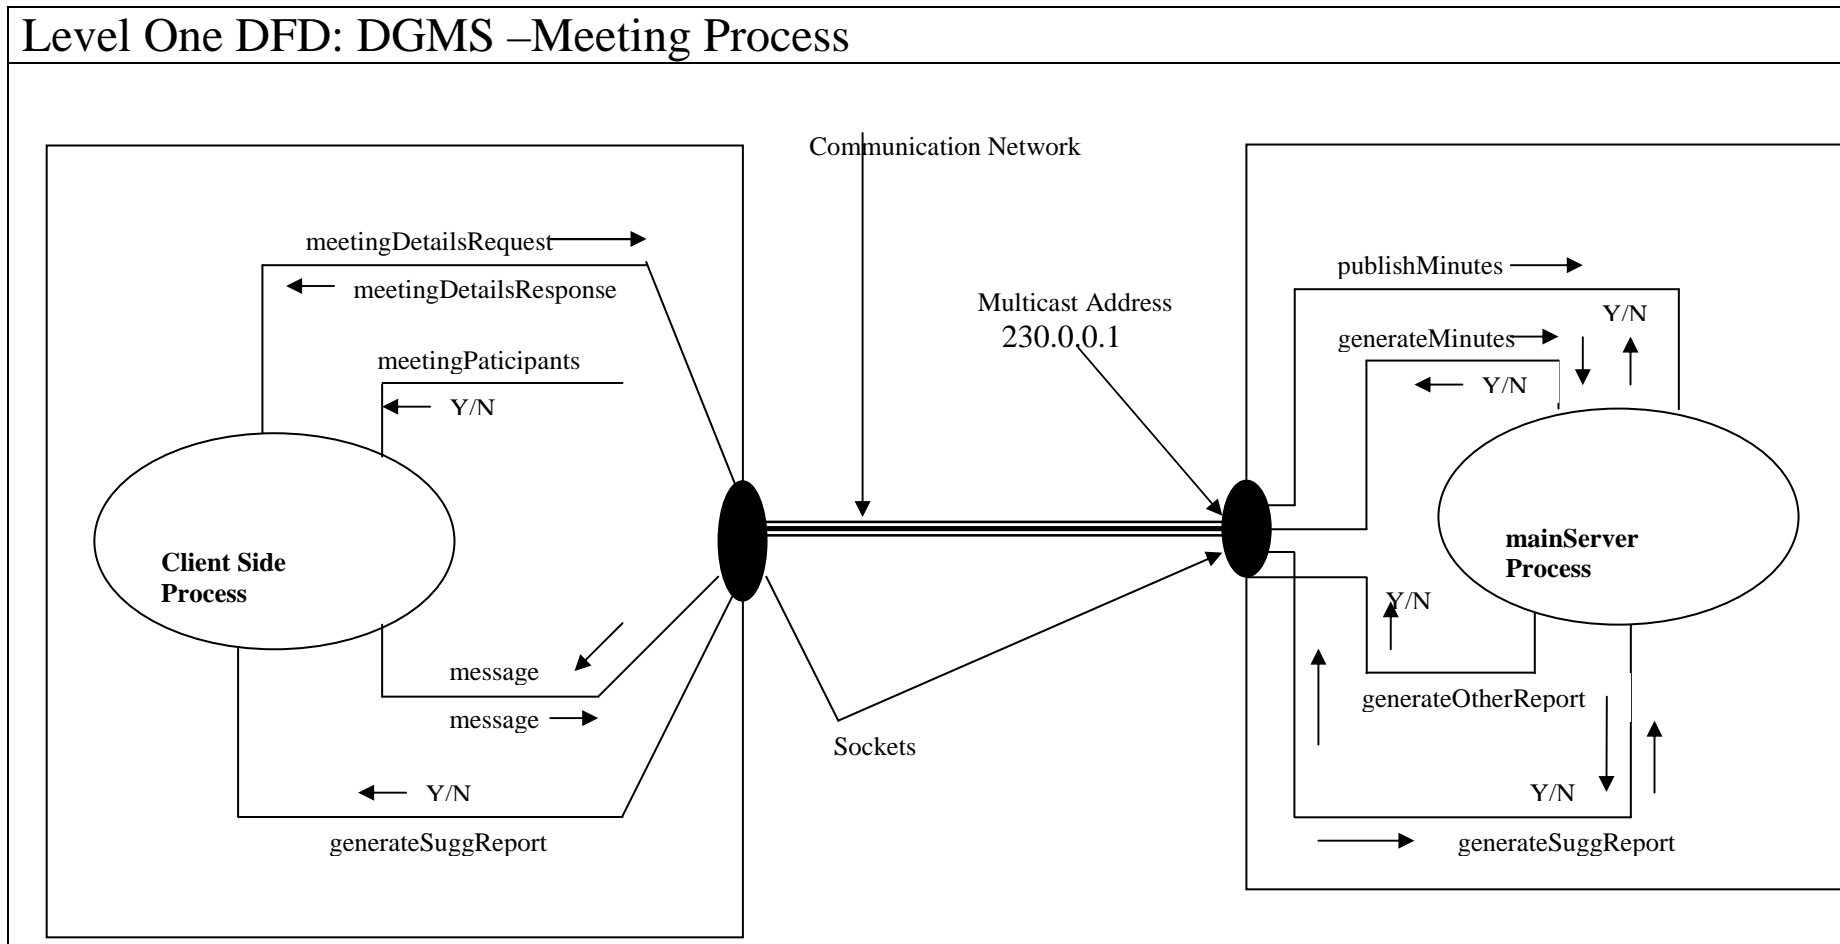 Level One DFD: DGMS –Meeting Process
Communication Network
meetingDetailsRequest
meetingDetailsResponse
meetingPaticipants
Y/N
Client Side
Process
message
message
Y/N
generateSuggReport
Multicast Address
230.0.0.1
Sockets
publishMinutes
Y/N
generateMinutes
Y/N
mainServer
Process
Y/N
generateOtherReport
Y/N
generateSuggReport